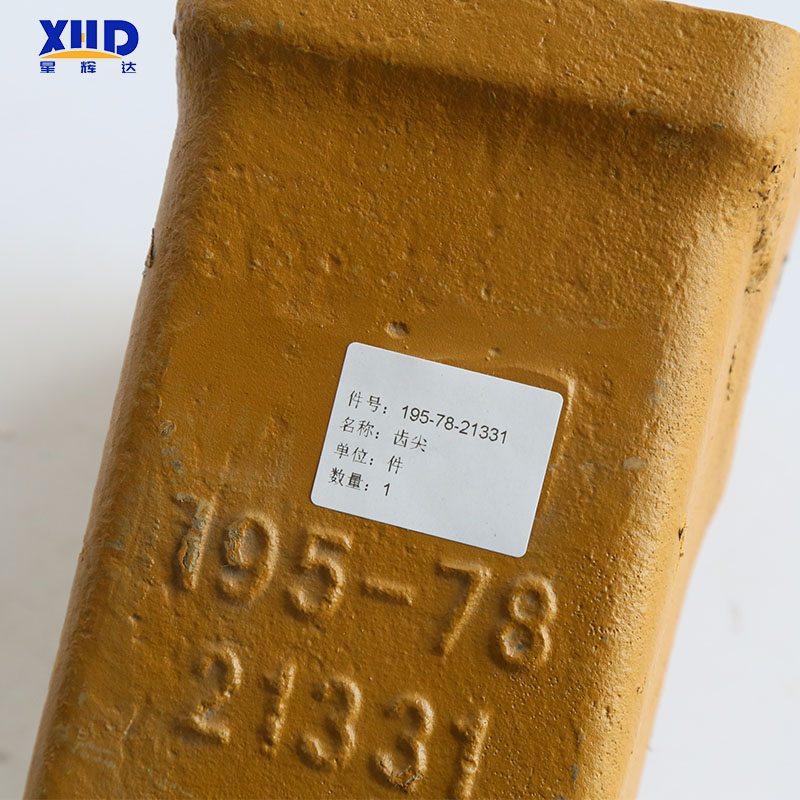 XHD
星辉达
件号：195-78-21331
名称：齿尖
单位：件
数量：1
195-78
21331